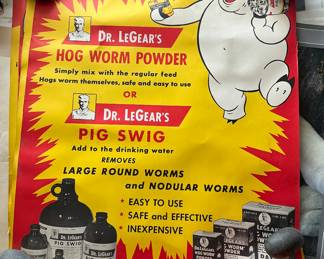 DR. LEGEAR'S
HOG WORM POWDER
Simply mix with the regular feed
Hogs worm themselves, safe and easy to use
OR
DR. LEGEAR'S
PIG SWIG
Add to the drinking water
REMOVES
LARGE ROUND WORMS
and NODULAR WORMS
* EASY TO USE
* SAFE and EFFECTIVE
* INEXPENSIVE
DR. LEGEAR'S
PIG SWIG